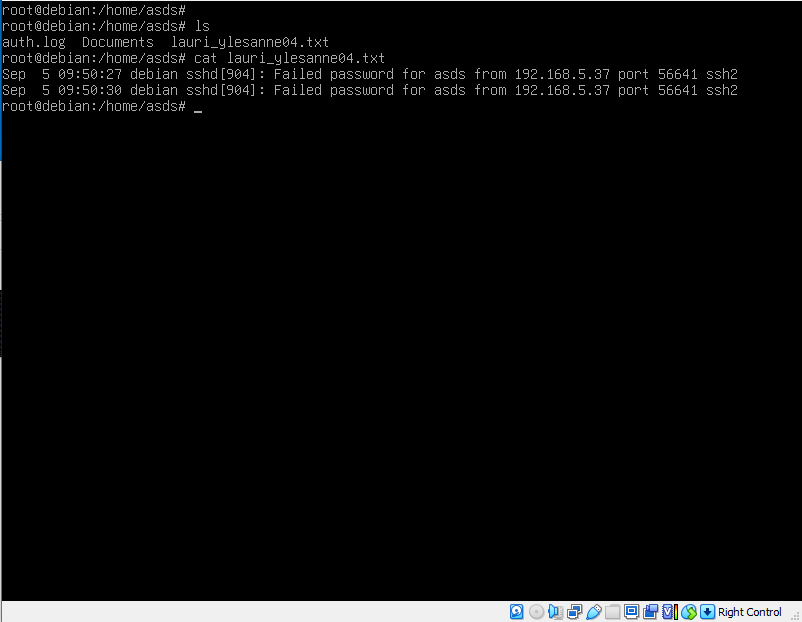 root@debian:/home/asds#
root@debian:/home/asds# ls
auth.log  Documents  lauri_ylesanne04.txt
root@debian:/home/asds# cat lauri_ylesanne04.txt
Sep  5 09:50:27 debian sshd[904]: Failed password for asds from 192.168.5.37 port 56641 ssh2
Sep  5 09:50:30 debian sshd[904]: Failed password for asds from 192.168.5.37 port 56641 ssh2
root@debian:/home/asds# _
Right Control